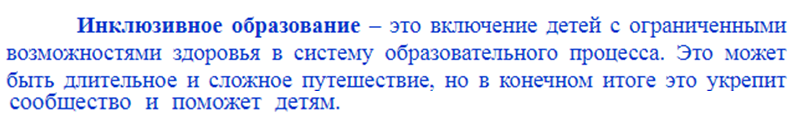 Инклюзивное образование – это включение детей с ограниченными
возможностями здоровья в систему образовательного процесса. Это может
быть длительное и сложное путешествие, но в конечном итоге это укрепит
сообщество и поможет детям.